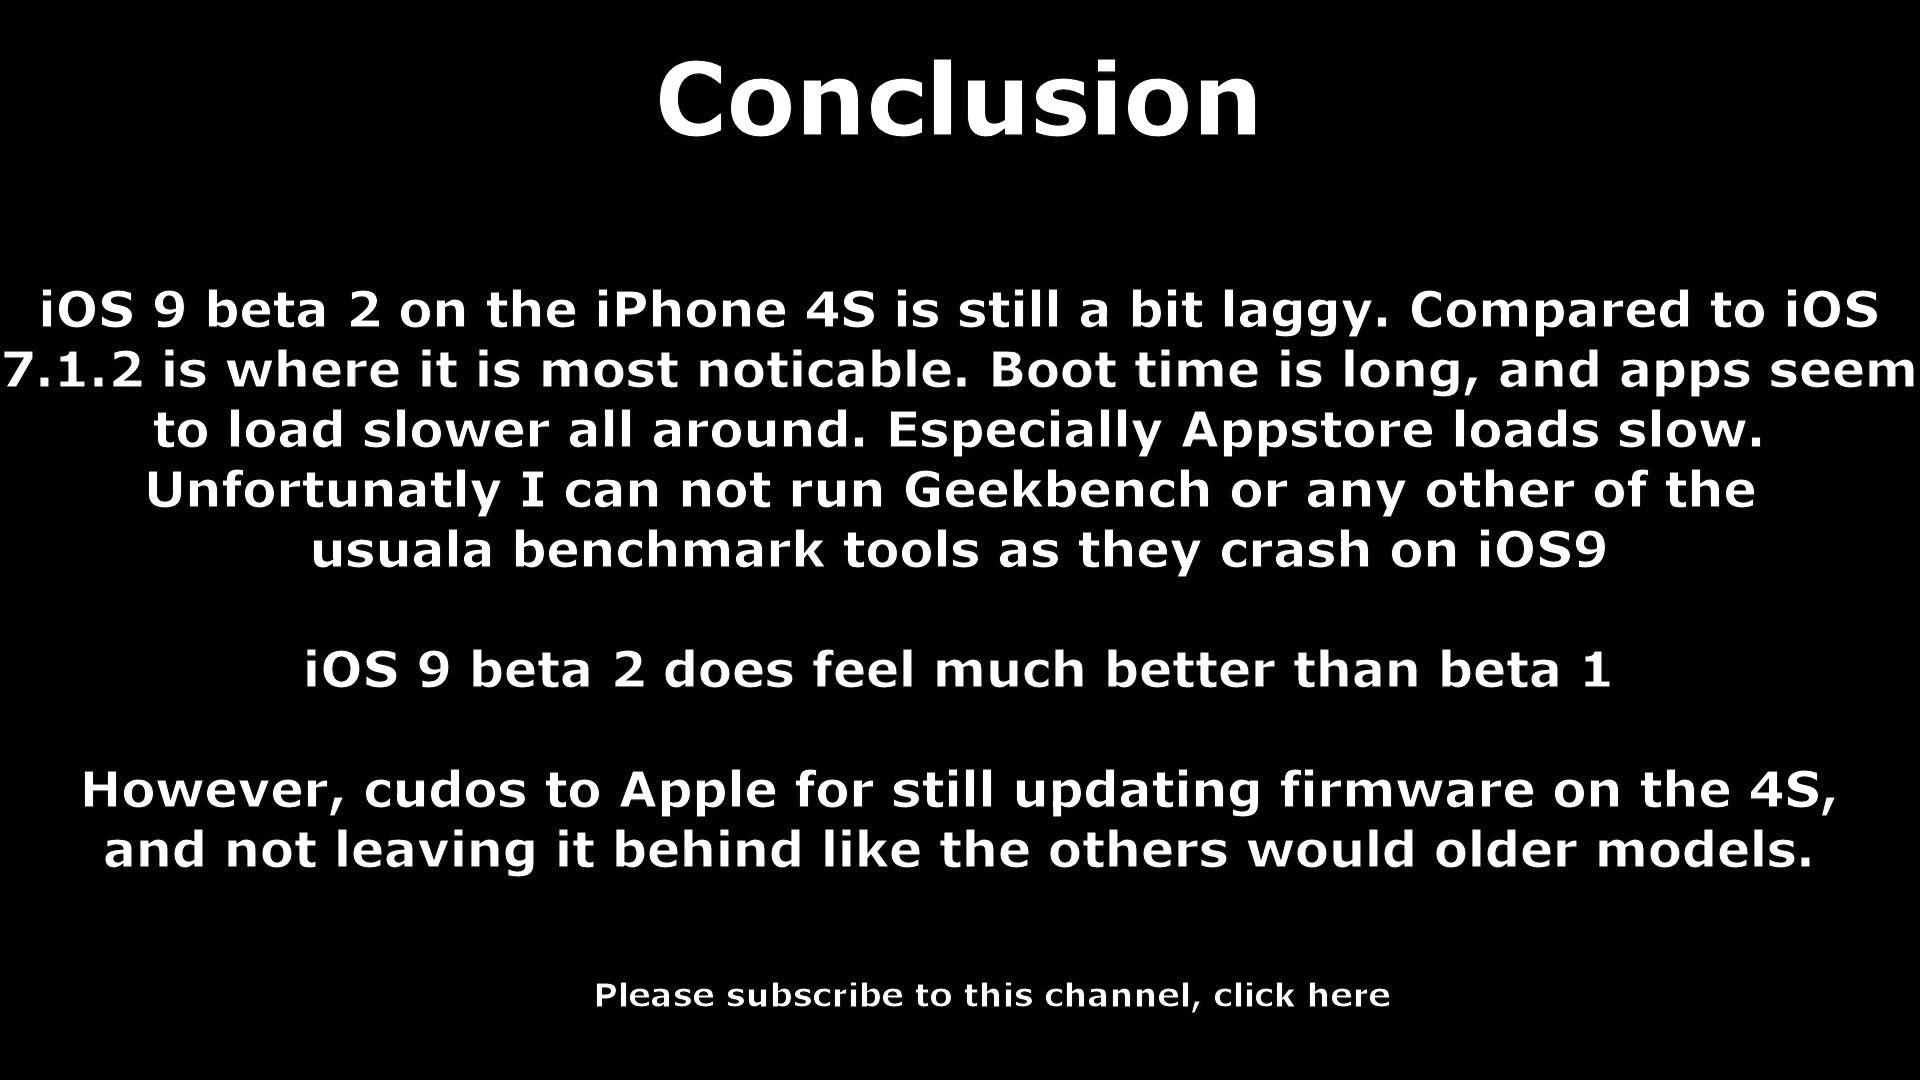 Conclusion
iOS 9 beta 2 on the iPhone 4S is still a bit laggy. Compared to iOS
7.1.2 is where it is most noticable. Boot time is long, and apps seem
to load slower all around. Especially Appstore loads slow.
Unfortunatly I can not run Geekbench or any other of the
usuala benchmark tools as they crash on iOS9
iOS 9 beta 2 does feel much better than beta 1
However, cudos to Apple for still updating firmware on the 4S,
and not leaving it behind like the others would older models.
Please subscribe to this channel, click here